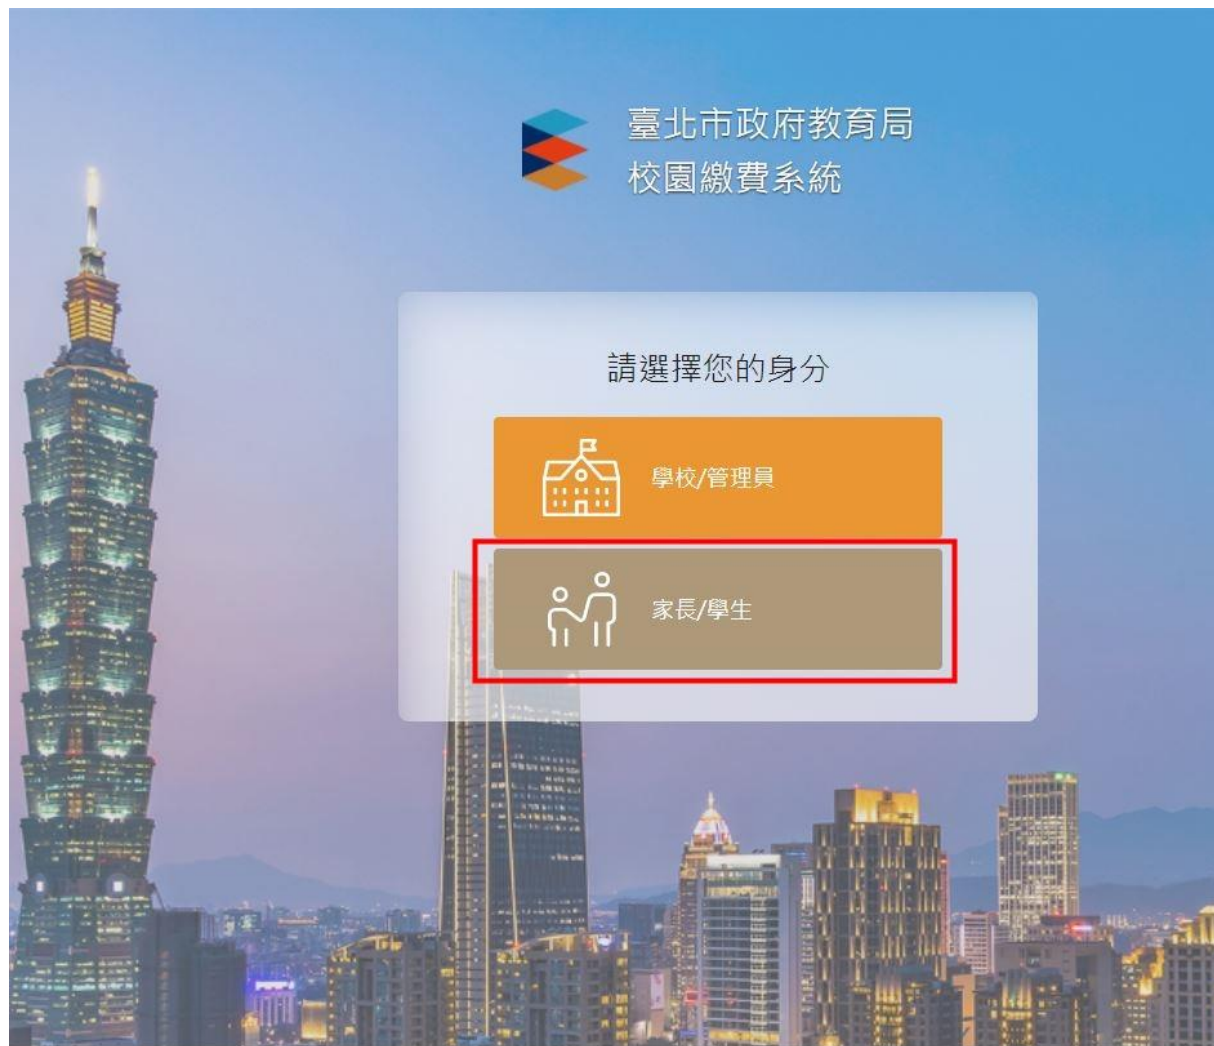 臺北市政府教育局
校園繳費系統
請選擇您的身分
學校/管理員
家長/學生